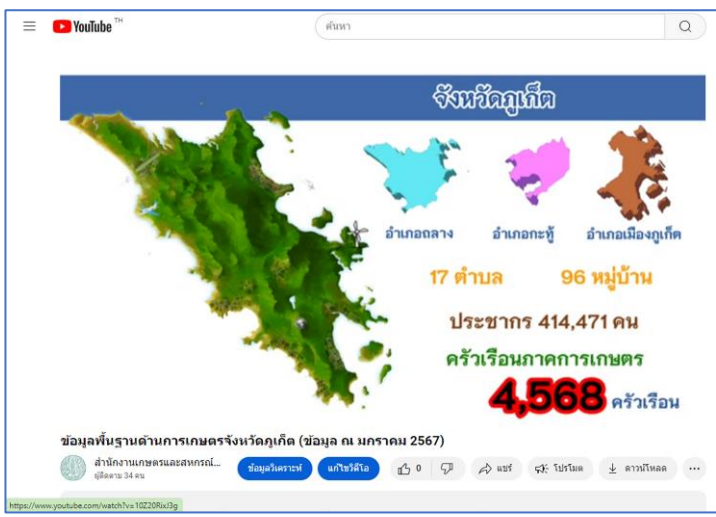 YouTube TH
ค้นหา
จังหวัดภูเก็ต
อำเภอถลาง อำเภอกะทู้ อำเภอเมืองภูเก็ต
17 ตำบล 96 หมู่บ้าน
ประชากร 414,471 คน
ครัวเรือนภาคการเกษตร
4,568 ครัวเรือน
ข้อมูลพื้นฐานด้านการเกษตรจังหวัดภูเก็ต (ข้อมูล ณ มกราคม 2567)
สำนักงานเกษตรและสหกรณ์...
ผู้ติดตาม 34 คน
ข้อมูลวิเคราะห์ แก้ไขวิดีโอ 0 แชร์ โปรโมต ดาวน์โหลด ...
https://www.youtube.com/watch?v=10Z20RixJ3g